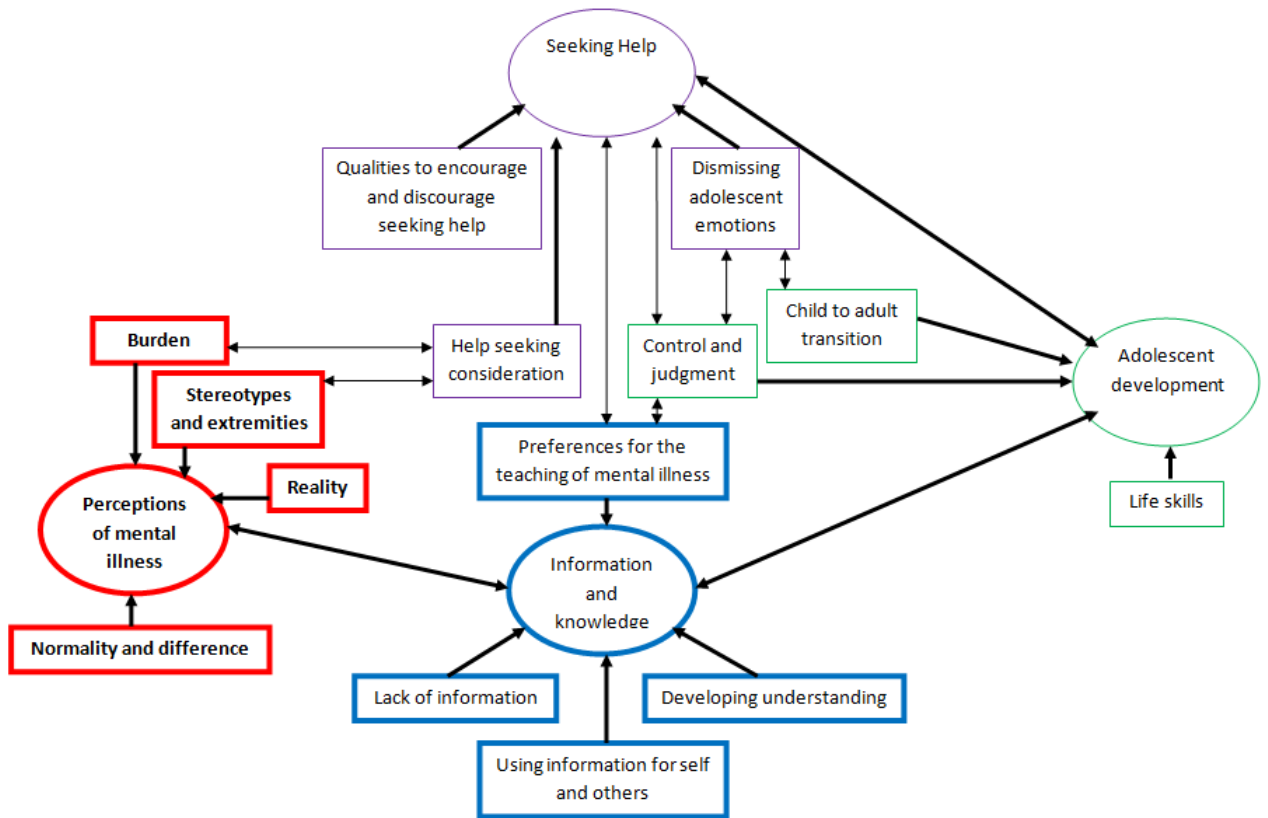 Seeking Help
Qualities to encourage
and discourage
seeking help
Dismissing
adolescent
emotions
Child to adult
transition
Burden
Help seeking
consideration
Control and
judgment
Adolescent
development
Stereotypes
and extremities
Preferences for the
teaching of mental illness
Reality
Life skills
Perceptions
of mental
illness
Information
and
knowledge
Normality and difference
Lack of information
Developing understanding
Using information for self
and others